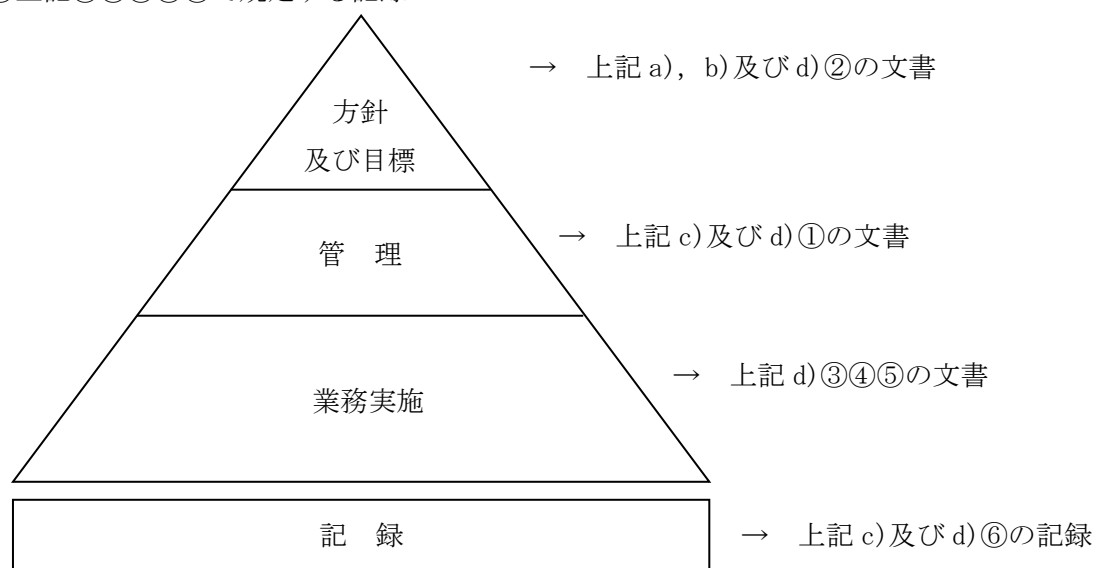 方針
及び目標
→ 上記 a), b)及び d)②の文書
管 理
→ 上記 c)及び d)①の文書
業務実施
→ 上記 d)③④⑤の文書
記 録
→ 上記 c)及び d)⑥の記録